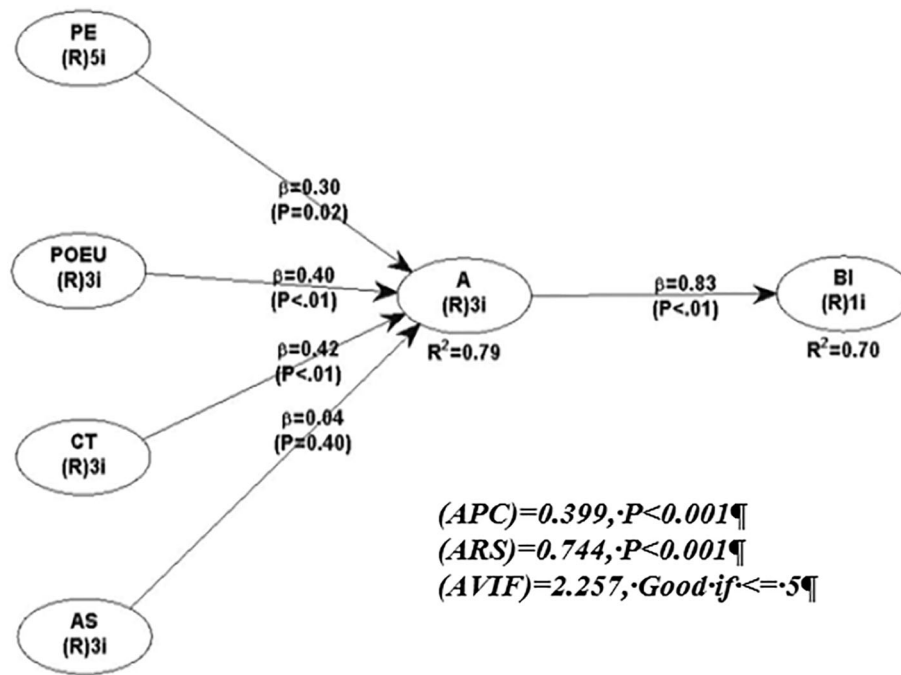 PE
(R)5i
β=0.30
(P=0.02)
POEU
(R)3i
β=0.40
(P<.01)
A
(R)3i
R²=0.79
β=0.83
(P<.01)
BI
(R)1i
R²=0.70
β=0.42
(P<.01)
CT
(R)3i
β=0.04
(P=0.40)
AS
(R)3i
(APC)=0.399,·P<0.001¶
(ARS)=0.744,·P<0.001¶
(AVIF)=2.257,·Good·if·<=·5¶